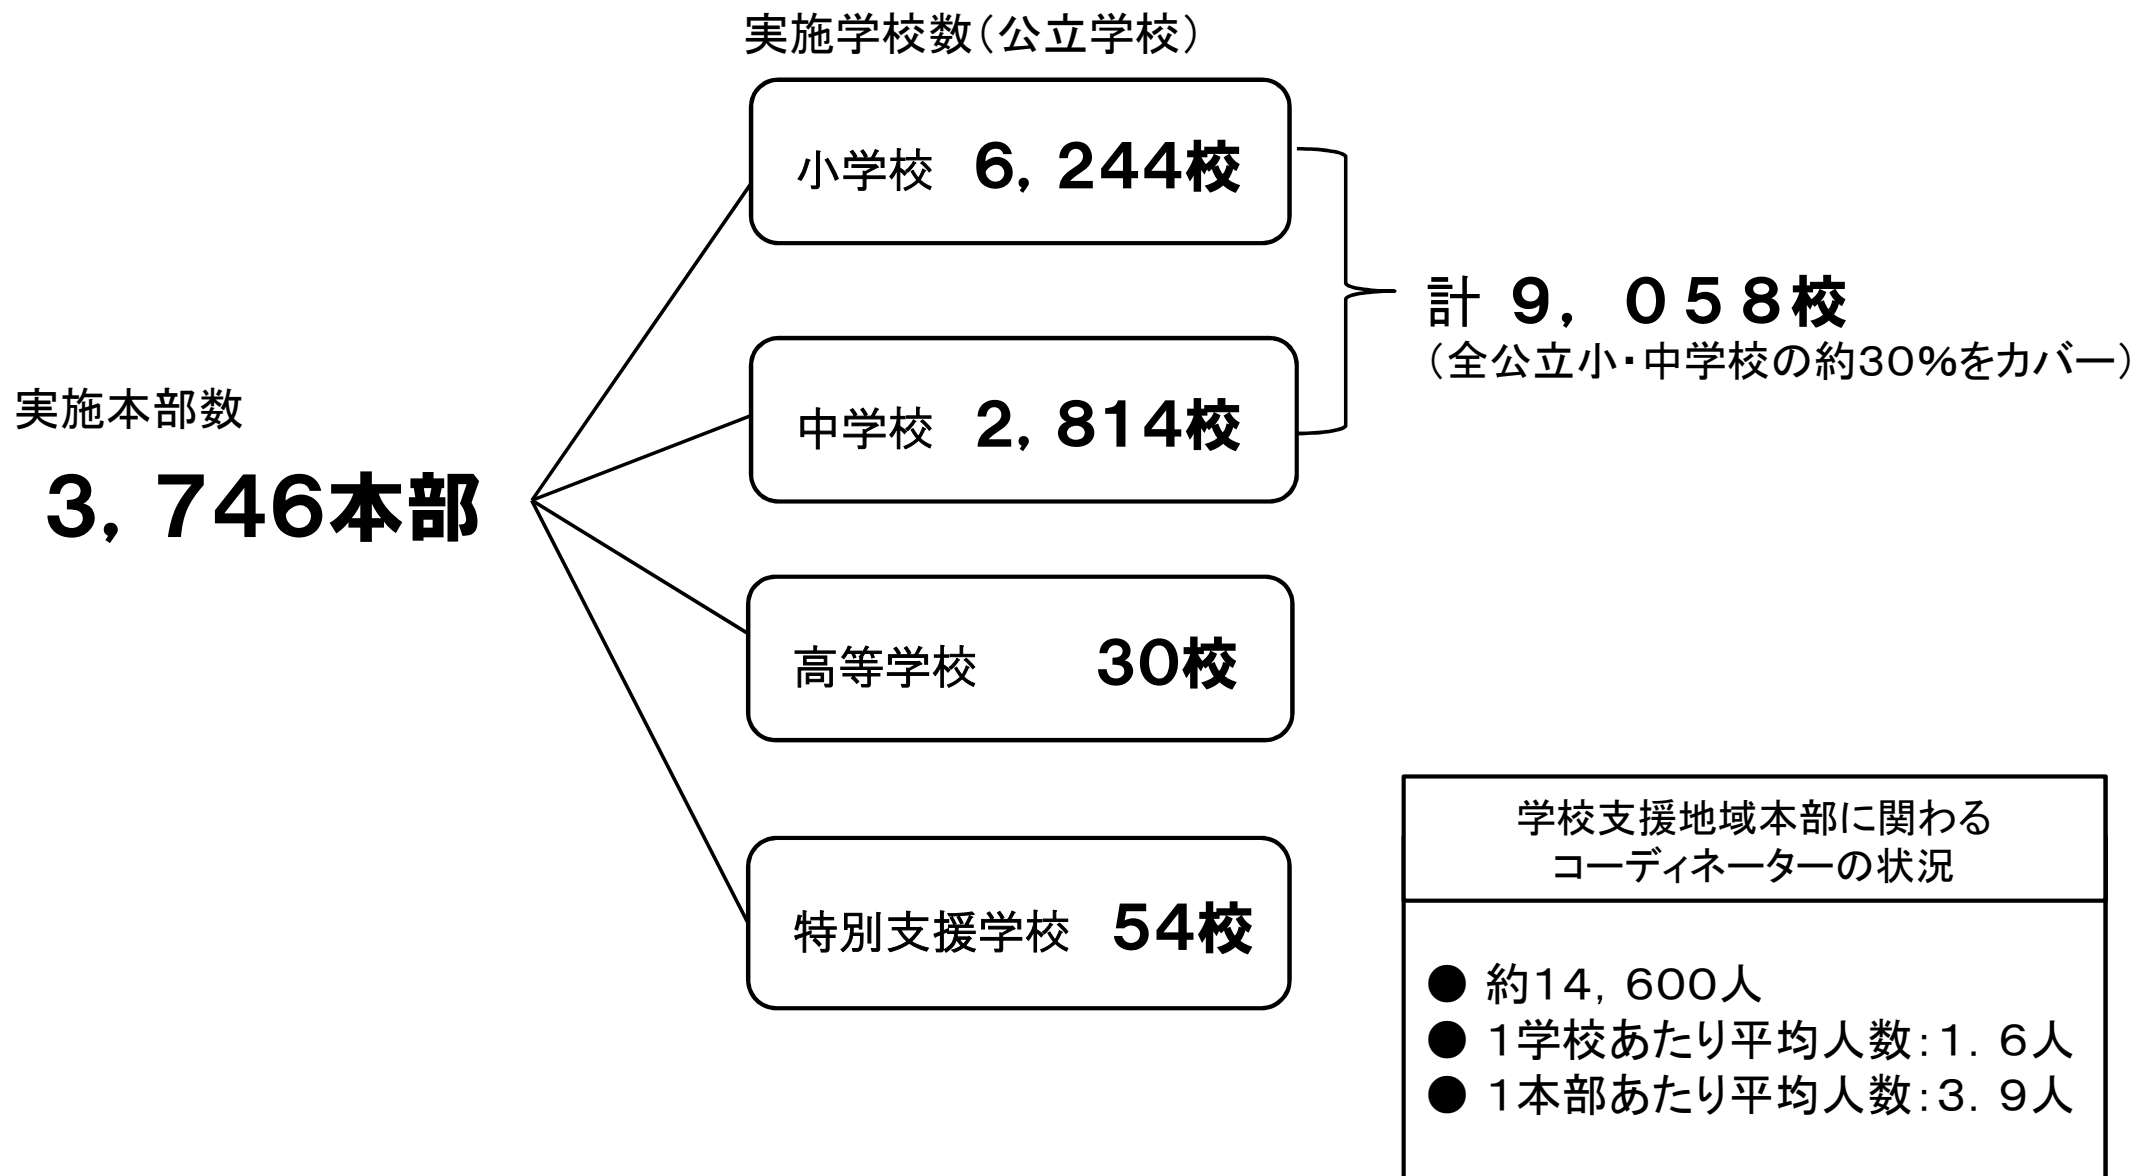 実施学校数（公立学校）
小学校　６，２４４校
中学校　２，８１４校
計 ９，０５８校
（全公立小・中学校の約３０％をカバー）
実施本部数
３，７４６本部
高等学校　３０校
特別支援学校　５４校
学校支援地域本部に関わる
コーディネーターの状況
● 約１４，６００人
● １学校あたり平均人数：１．６人
● １本部あたり平均人数：３．９人